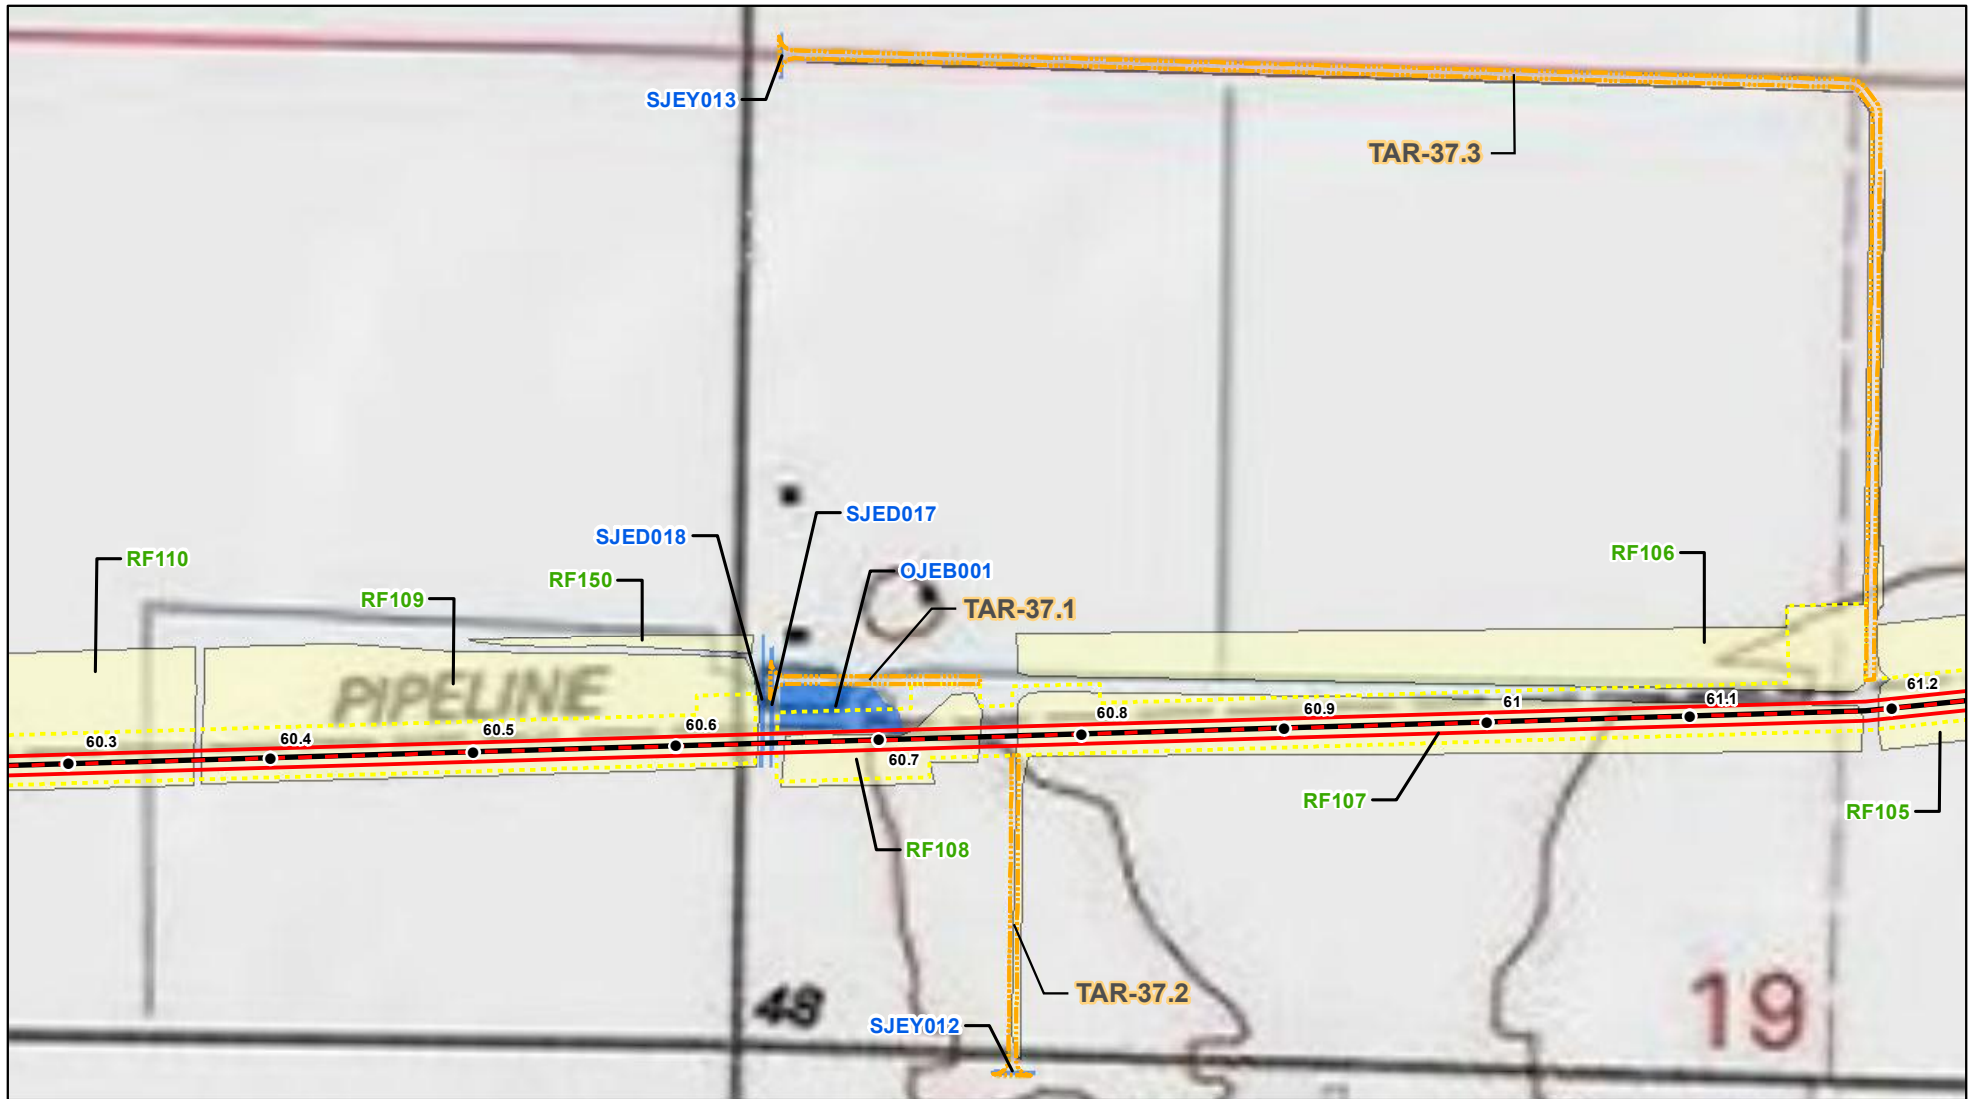 SJEY013
TAR-37.3
SJED017
SJED018
RF106
RF110
OJEB001
RF150
RF109
TAR-37.1
PIPELINE
61.2
61.1
61
60.9
60.8
60.6
60.5
60.4
60.3
60.7
RF107
RF105
RF108
48
TAR-37.2
19
SJEY012